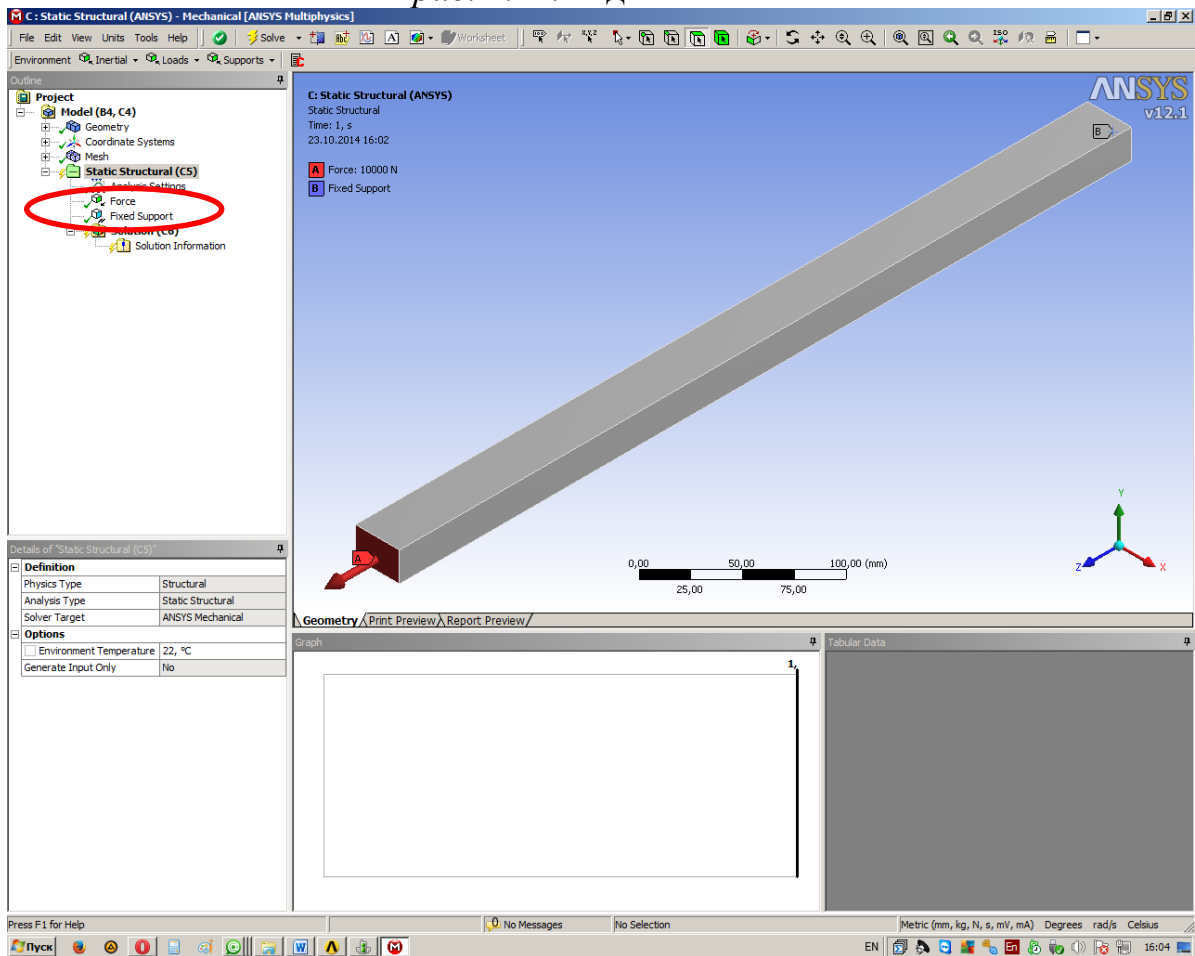 C : Static Structural (ANSYS) - Mechanical [ANSYS Multiphysics]
File Edit View Units Tools Help Solve Worksheet
Environment Inertial Loads Supports
Outline
Project
Model (B4, C4)
Geometry
Coordinate Systems
Mesh
Static Structural (C5)
Analysis Settings
Force
Fixed Support
Solution (C6)
Solution Information
C: Static Structural (ANSYS)
Static Structural
Time: 1, s
23.10.2014 16:02
A Force: 10000 N
B Fixed Support
ANSYS
v12.1
B
A
Y
Z
X
0,00 50,00 100,00 (mm)
25,00 75,00
Geometry Print Preview Report Preview
Details of "Static Structural (C5)"
Definition
Physics Type Structural
Analysis Type Static Structural
Solver Target ANSYS Mechanical
Options
Environment Temperature 22, °C
Generate Input Only No
Graph
1,
Tabular Data
Press F1 for Help No Messages No Selection Metric (mm, kg, N, s, mV, mA) Degrees rad/s Celsius
Пуск EN En 16:04